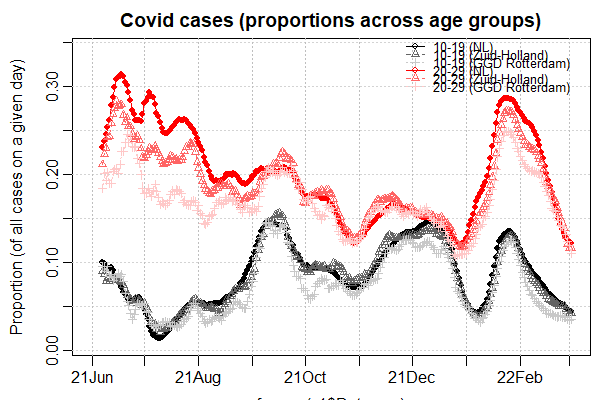 Covid cases (proportions across age groups)
10-19 (NL)
10-19 (Zuid-Holland)
10-19 (GGD Rotterdam)
20-29 (NL)
20-29 (Zuid-Holland)
20-29 (GGD Rotterdam)
Proportion (of all cases on a given day)
0.30
0.20
0.10
0.00
21Jun 21Aug 21Oct 21Dec 22Feb